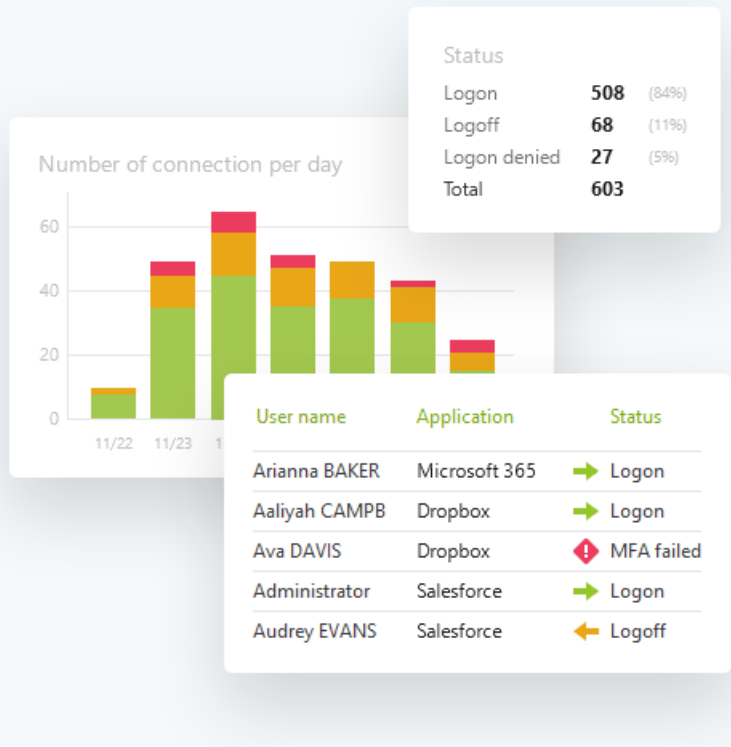 Status
Logon 508 (84%)
Logoff 68 (11%)
Logon denied 27 (5%)
Total 603
Number of connection per day
60
40
20
0
11/22 11/23 1
User name Application Status
Arianna BAKER Microsoft 365 Logon
Aaliyah CAMPB Dropbox Logon
Ava DAVIS Dropbox MFA failed
Administrator Salesforce Logon
Audrey EVANS Salesforce Logoff